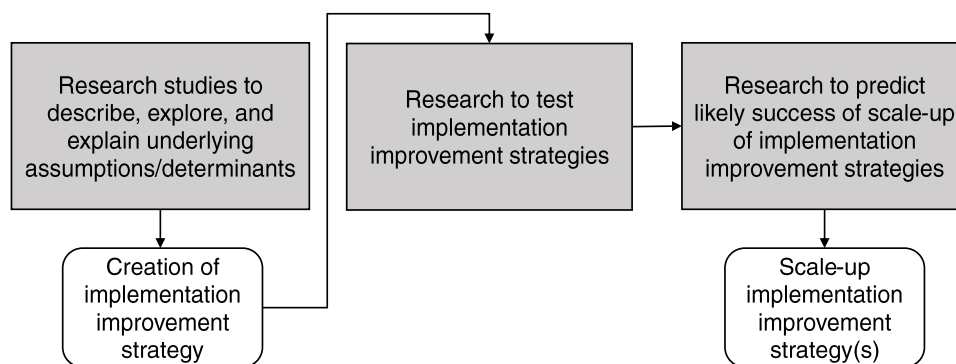 Research studies to
describe, explore, and
explain underlying
assumptions/determinants
Creation of
implementation
improvement
strategy
Research to test
implementation
improvement strategies
Research to predict
likely success of scale-up
of implementation
improvement strategies
Scale-up
implementation
improvement
strategy(s)